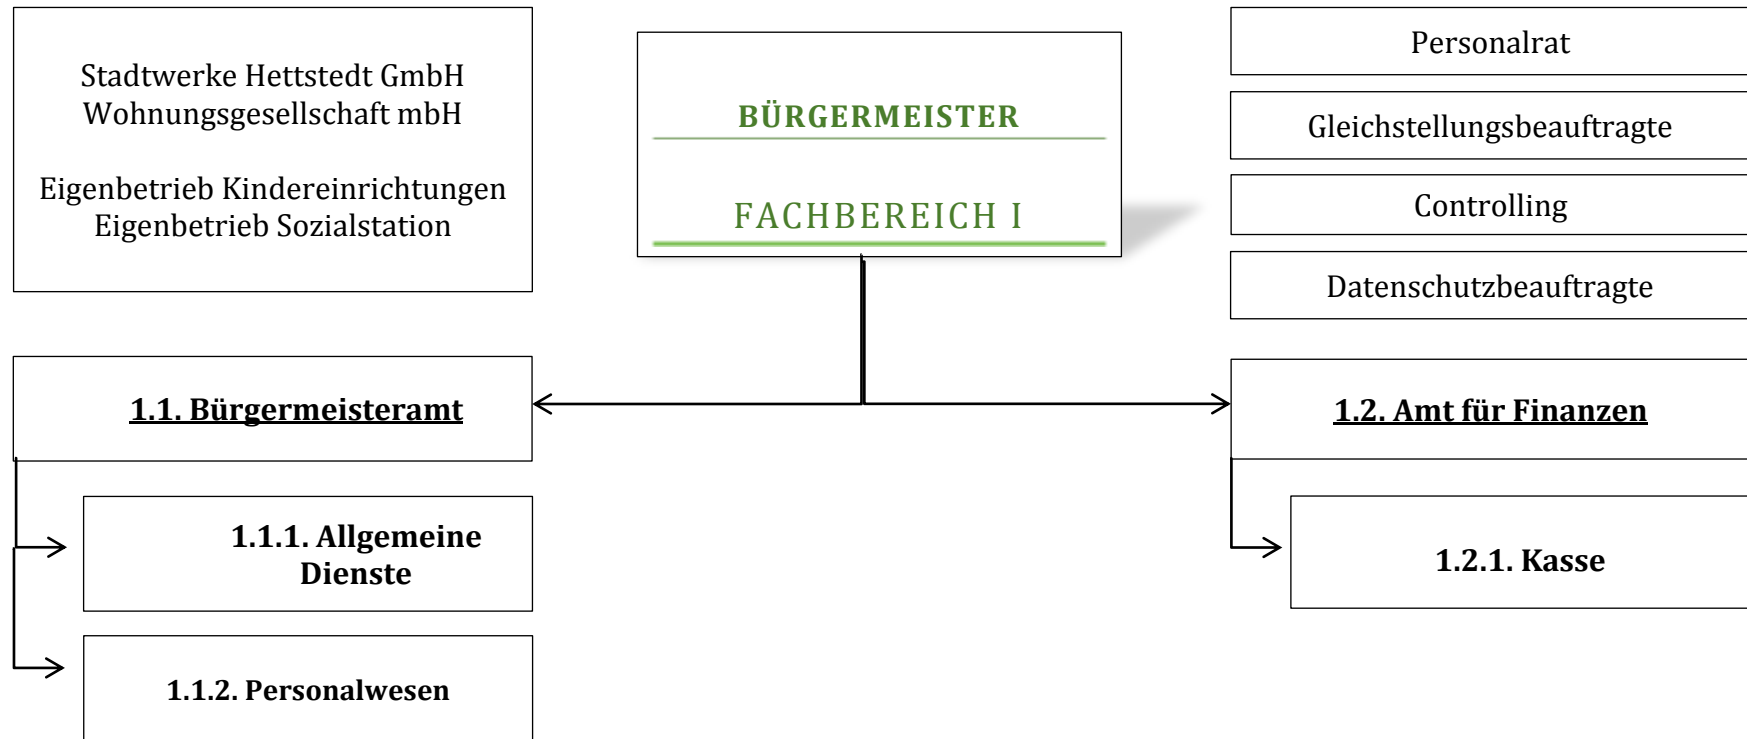 Stadtwerke Hettstedt GmbH
Wohnungsgesellschaft mbH
Eigenbetrieb Kindereinrichtungen
Eigenbetrieb Sozialstation
BÜRGERMEISTER
FACHBEREICH I
Personalrat
Gleichstellungsbeauftragte
Controlling
Datenschutzbeauftragte
1.1. Bürgermeisteramt
1.2. Amt für Finanzen
1.1.1. Allgemeine
Dienste
1.2.1. Kasse
1.1.2. Personalwesen